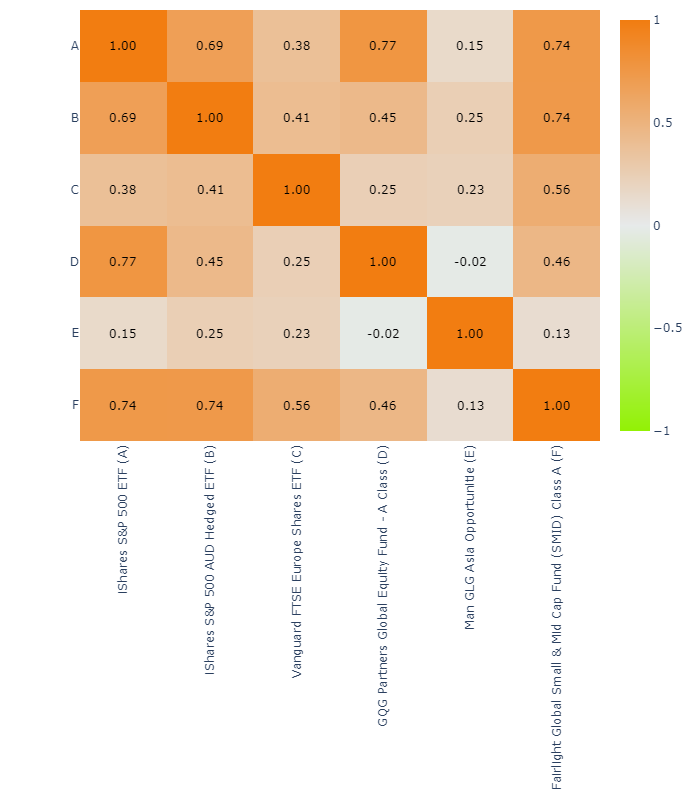 A 1.00 0.69 0.38 0.77 0.15 0.74
B 0.69 1.00 0.41 0.45 0.25 0.74
C 0.38 0.41 1.00 0.25 0.23 0.56
D 0.77 0.45 0.25 1.00 -0.02 0.46
E 0.15 0.25 0.23 -0.02 1.00 0.13
F 0.74 0.74 0.56 0.46 0.13 1.00
IShares S&P 500 ETF (A)
IShares S&P 500 AUD Hedged ETF (B)
Vanguard FTSE Europe Shares ETF (C)
GQG Partners Global Equity Fund - A Class (D)
Man GLG Asia Opportunitie (E)
Fairlight Global Small & Mid Cap Fund (SMID) Class A (F)
1
0.5
0
−0.5
−1